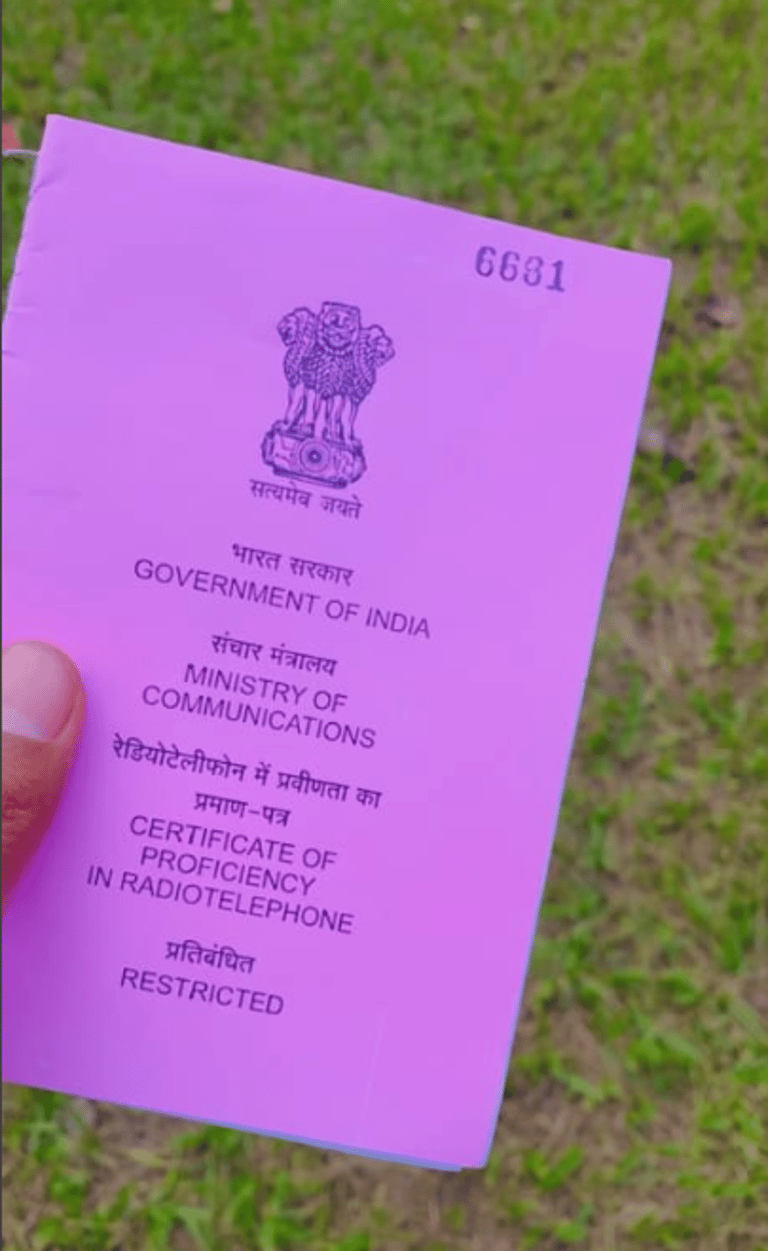 6681
सत्यमेव जयते
भारत सरकार
GOVERNMENT OF INDIA
संचार मंत्रालय
MINISTRY OF
COMMUNICATIONS
रेडियोटेलीफोन में प्रवीणता का
प्रमाण-पत्र
CERTIFICATE OF
PROFICIENCY
IN RADIOTELEPHONE
प्रतिबंधित
RESTRICTED